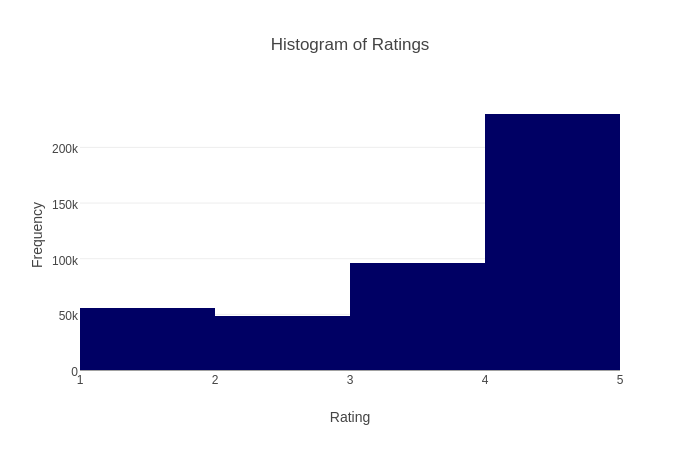 Histogram of Ratings
Frequency
200k
150k
100k
50k
0
1 2 3 4 5
Rating